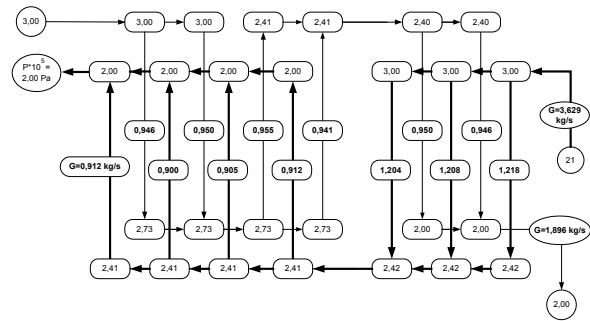 3,00 3,00 3,00 2,41 2,41 2,40 2,40
P*10⁵ =
2,00 Pa
2,00 2,00 2,00 2,00 3,00 3,00 3,00
G=3,629
kg/s
0,946 0,950 0,955 0,941 0,950 0,946
21
G=0,912 kg/s 0,900 0,905 0,912 1,204 1,208 1,218
2,73 2,73 2,73 2,73 2,00 2,00 G=1,896 kg/s
2,41 2,41 2,41 2,41 2,42 2,42 2,42
2,00